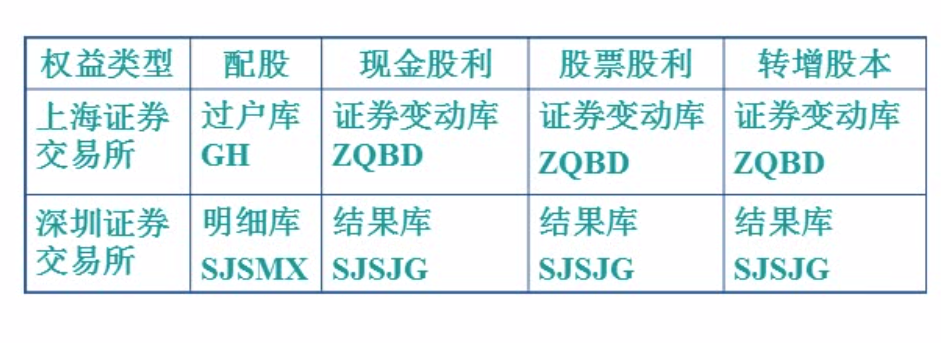 权益类型 配股 现金股利 股票股利 转增股本
上海证券 过户库 证券变动库 证券变动库 证券变动库
交易所 GH ZQBD ZQBD ZQBD
深圳证券 明细库 结果库 结果库 结果库
交易所 SJSMX SJSJG SJSJG SJSJG